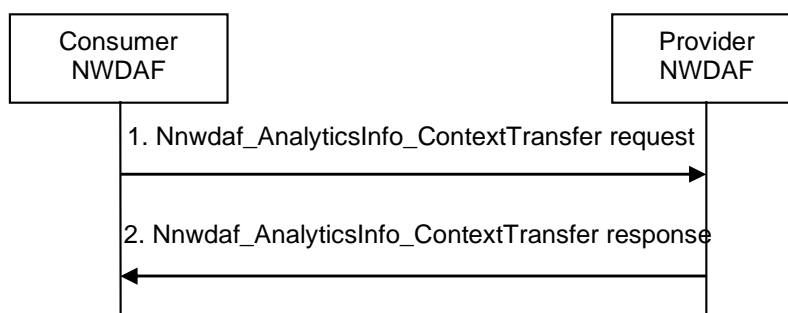 Consumer
NWDAF
Provider
NWDAF
1. Nnwdaf_AnalyticsInfo_ContextTransfer request
2. Nnwdaf_AnalyticsInfo_ContextTransfer response